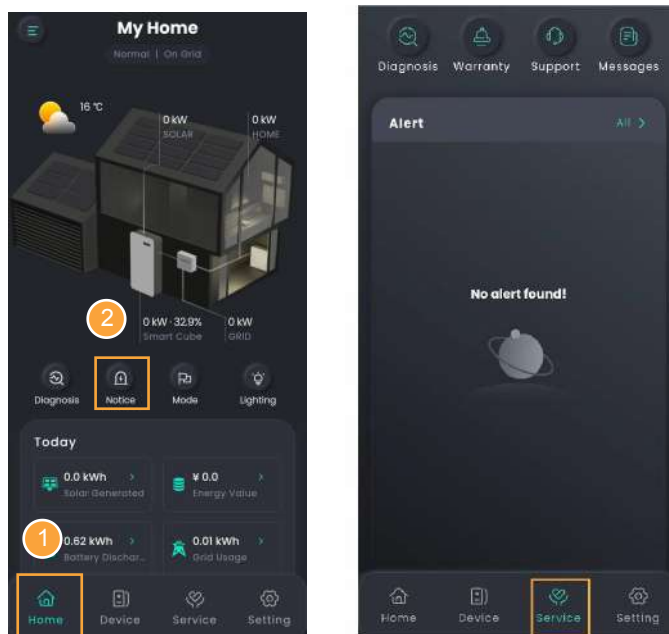 My Home
Normal | On Grid
16 °C
0 kW
SOLAR
0 kW
HOME
2
0 kW · 32.9%
Smart Cube
0 kW
GRID
Diagnosis
Notice
Mode
Lighting
Today
0.0 kWh >
Solar Generated
¥ 0.0 >
Energy Value
1
0.62 kWh >
Battery Dischar...
0.01 kWh >
Grid Usage
Home
Device
Service
Setting
Diagnosis
Warranty
Support
Messages
Alert
All >
No alert found!
Home
Device
Service
Setting